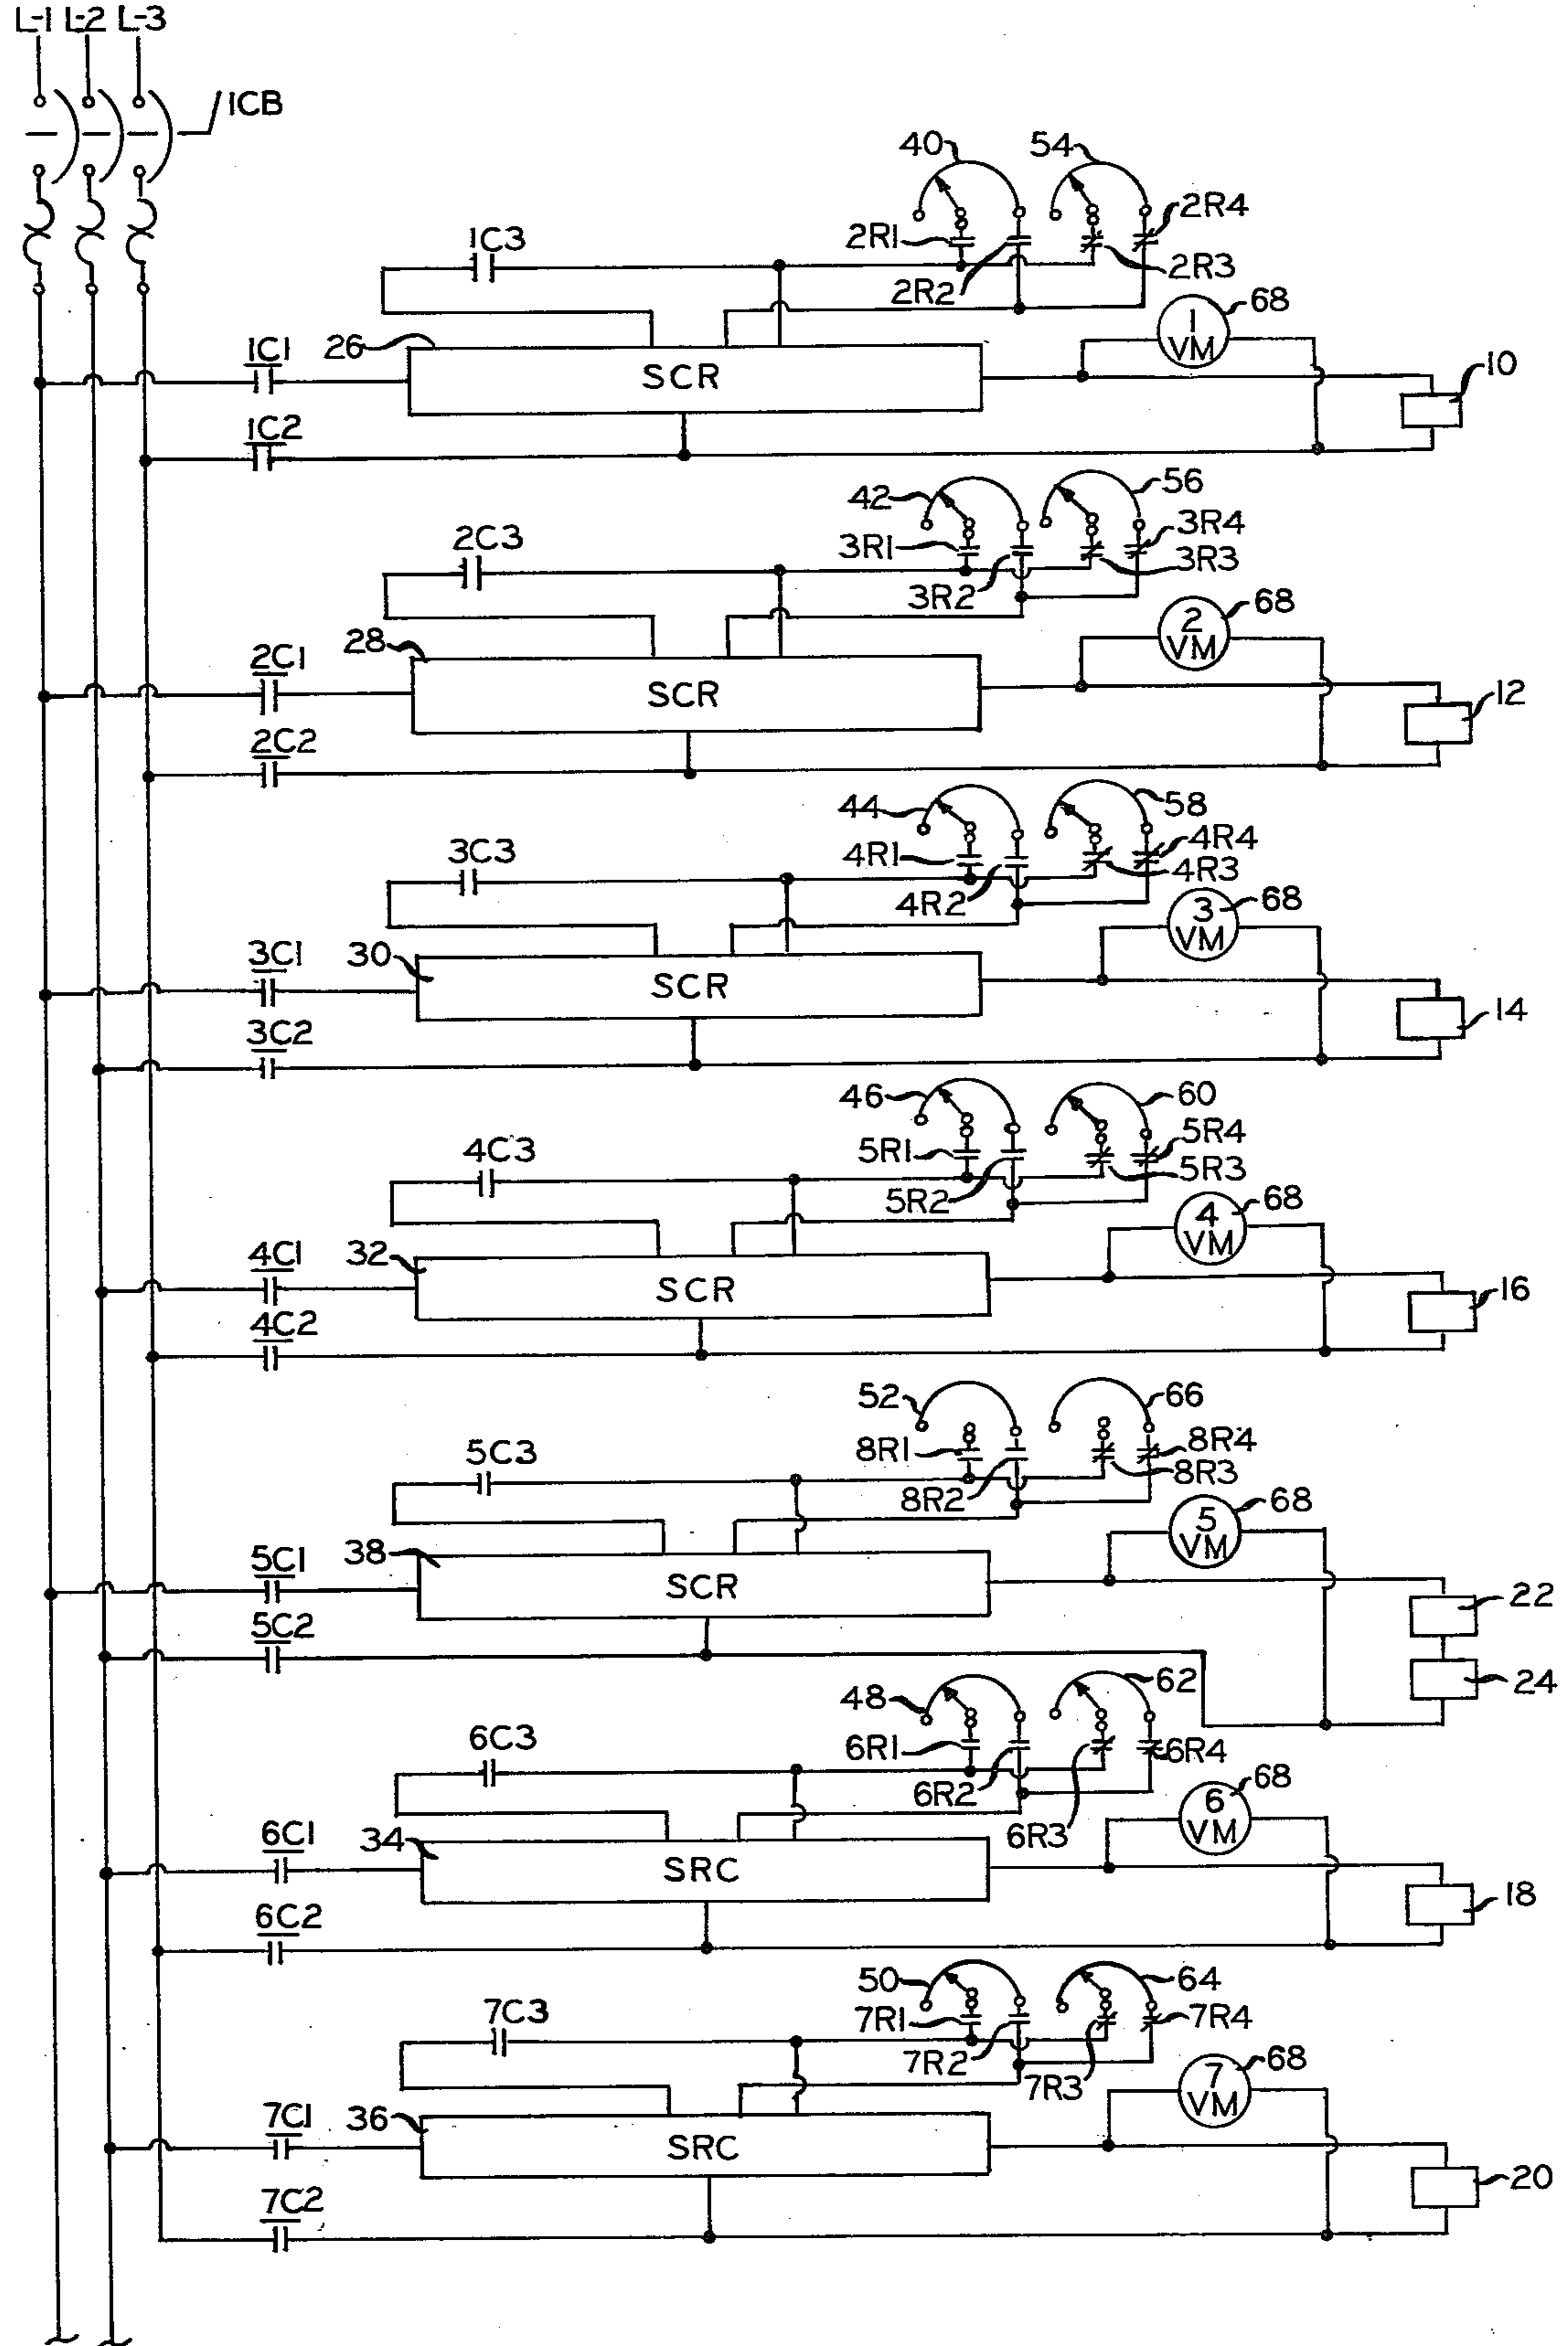 L-1 L-2 L-3
1CB
40
54
2R4
2R1
1C3
2R3
2R2
68
1
VM
26
1C1
SCR
10
1C2
42
56
3R4
2C3
3R1
3R3
3R2
68
2
VM
28
2C1
SCR
12
2C2
44
58
4R4
3C3
4R1
4R3
4R2
68
3
VM
3C1
30
SCR
14
3C2
46
60
5R4
4C3
5R1
5R3
5R2
68
4
VM
4C1
32
SCR
16
4C2
52
66
8R4
5C3
8R1
8R3
8R2
68
5
VM
5C1
38
SCR
22
5C2
24
48
62
6C3
6R1
6R4
6R2
68
6
VM
6R3
6C1
34
SRC
18
6C2
50
64
7C3
7R1
7R4
7R2
68
7
VM
7R3
7C1
36
SRC
20
7C2